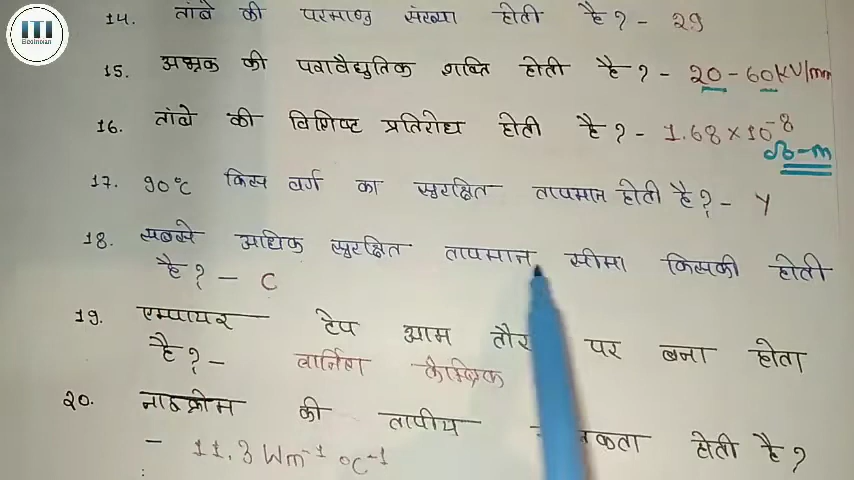 ITI
ElcoIndian
14. तांबे की परमाणु संख्या होती है? - 29
15. अभ्रक की परावैद्युतिक शक्ति होती है? - 20 - 60KV/mm
16. तांबे की विशिष्ट प्रतिरोध होती है? - 1.68 × 10⁻⁸
Ω-m
17. 90°c किस वर्ग का सुरक्षित तापमान होती है? - Y
18. सबसे अधिक सुरक्षित तापमान सीमा किसकी होती
है? - C
19. एम्पायर टेप आम तौर पर बना होता
है? - वार्निश कैम्ब्रिक
20. नाइक्रोम की तापीय होती है?
- 11.3 Wm⁻¹ °c⁻¹